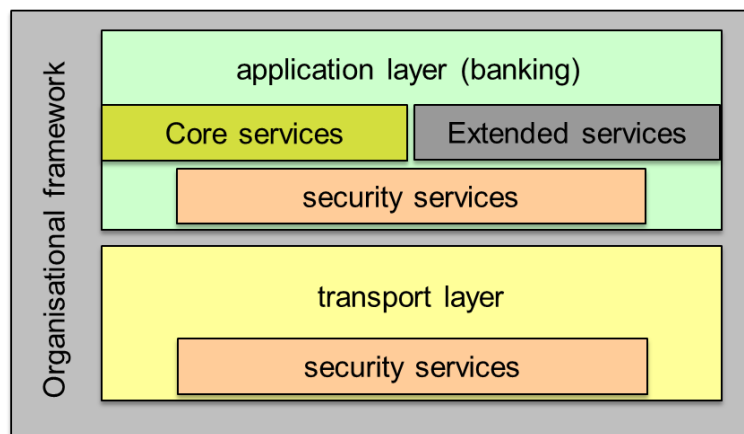 Organisational framework
application layer (banking)
Core services
Extended services
security services
transport layer
security services